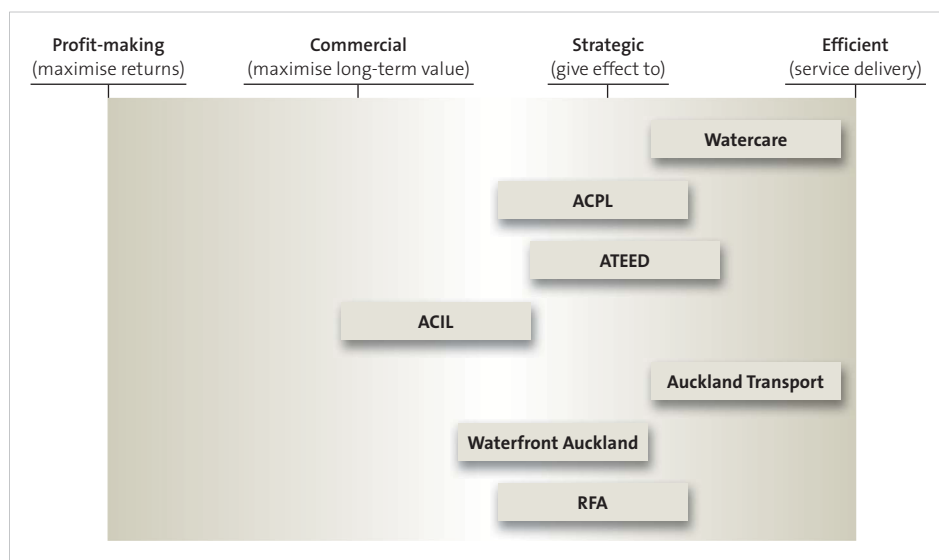 Profit-making
(maximise returns)
Commercial
(maximise long-term value)
Strategic
(give effect to)
Efficient
(service delivery)
Watercare
ACPL
ATEED
ACIL
Auckland Transport
Waterfront Auckland
RFA